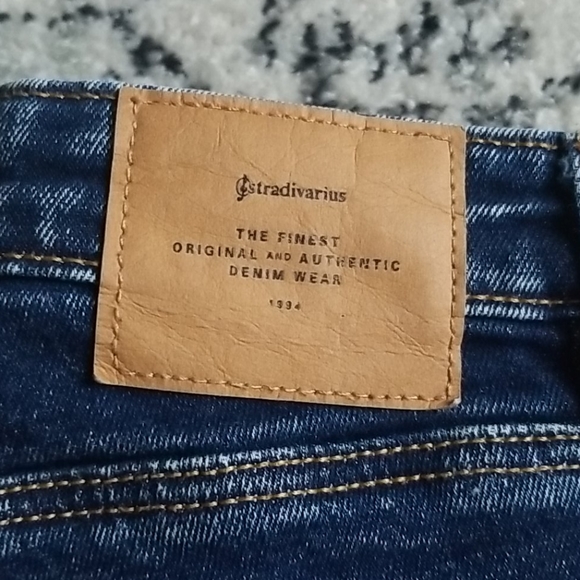 stradivarius
THE FINEST
ORIGINAL AND AUTHENTIC
DENIM WEAR
1994